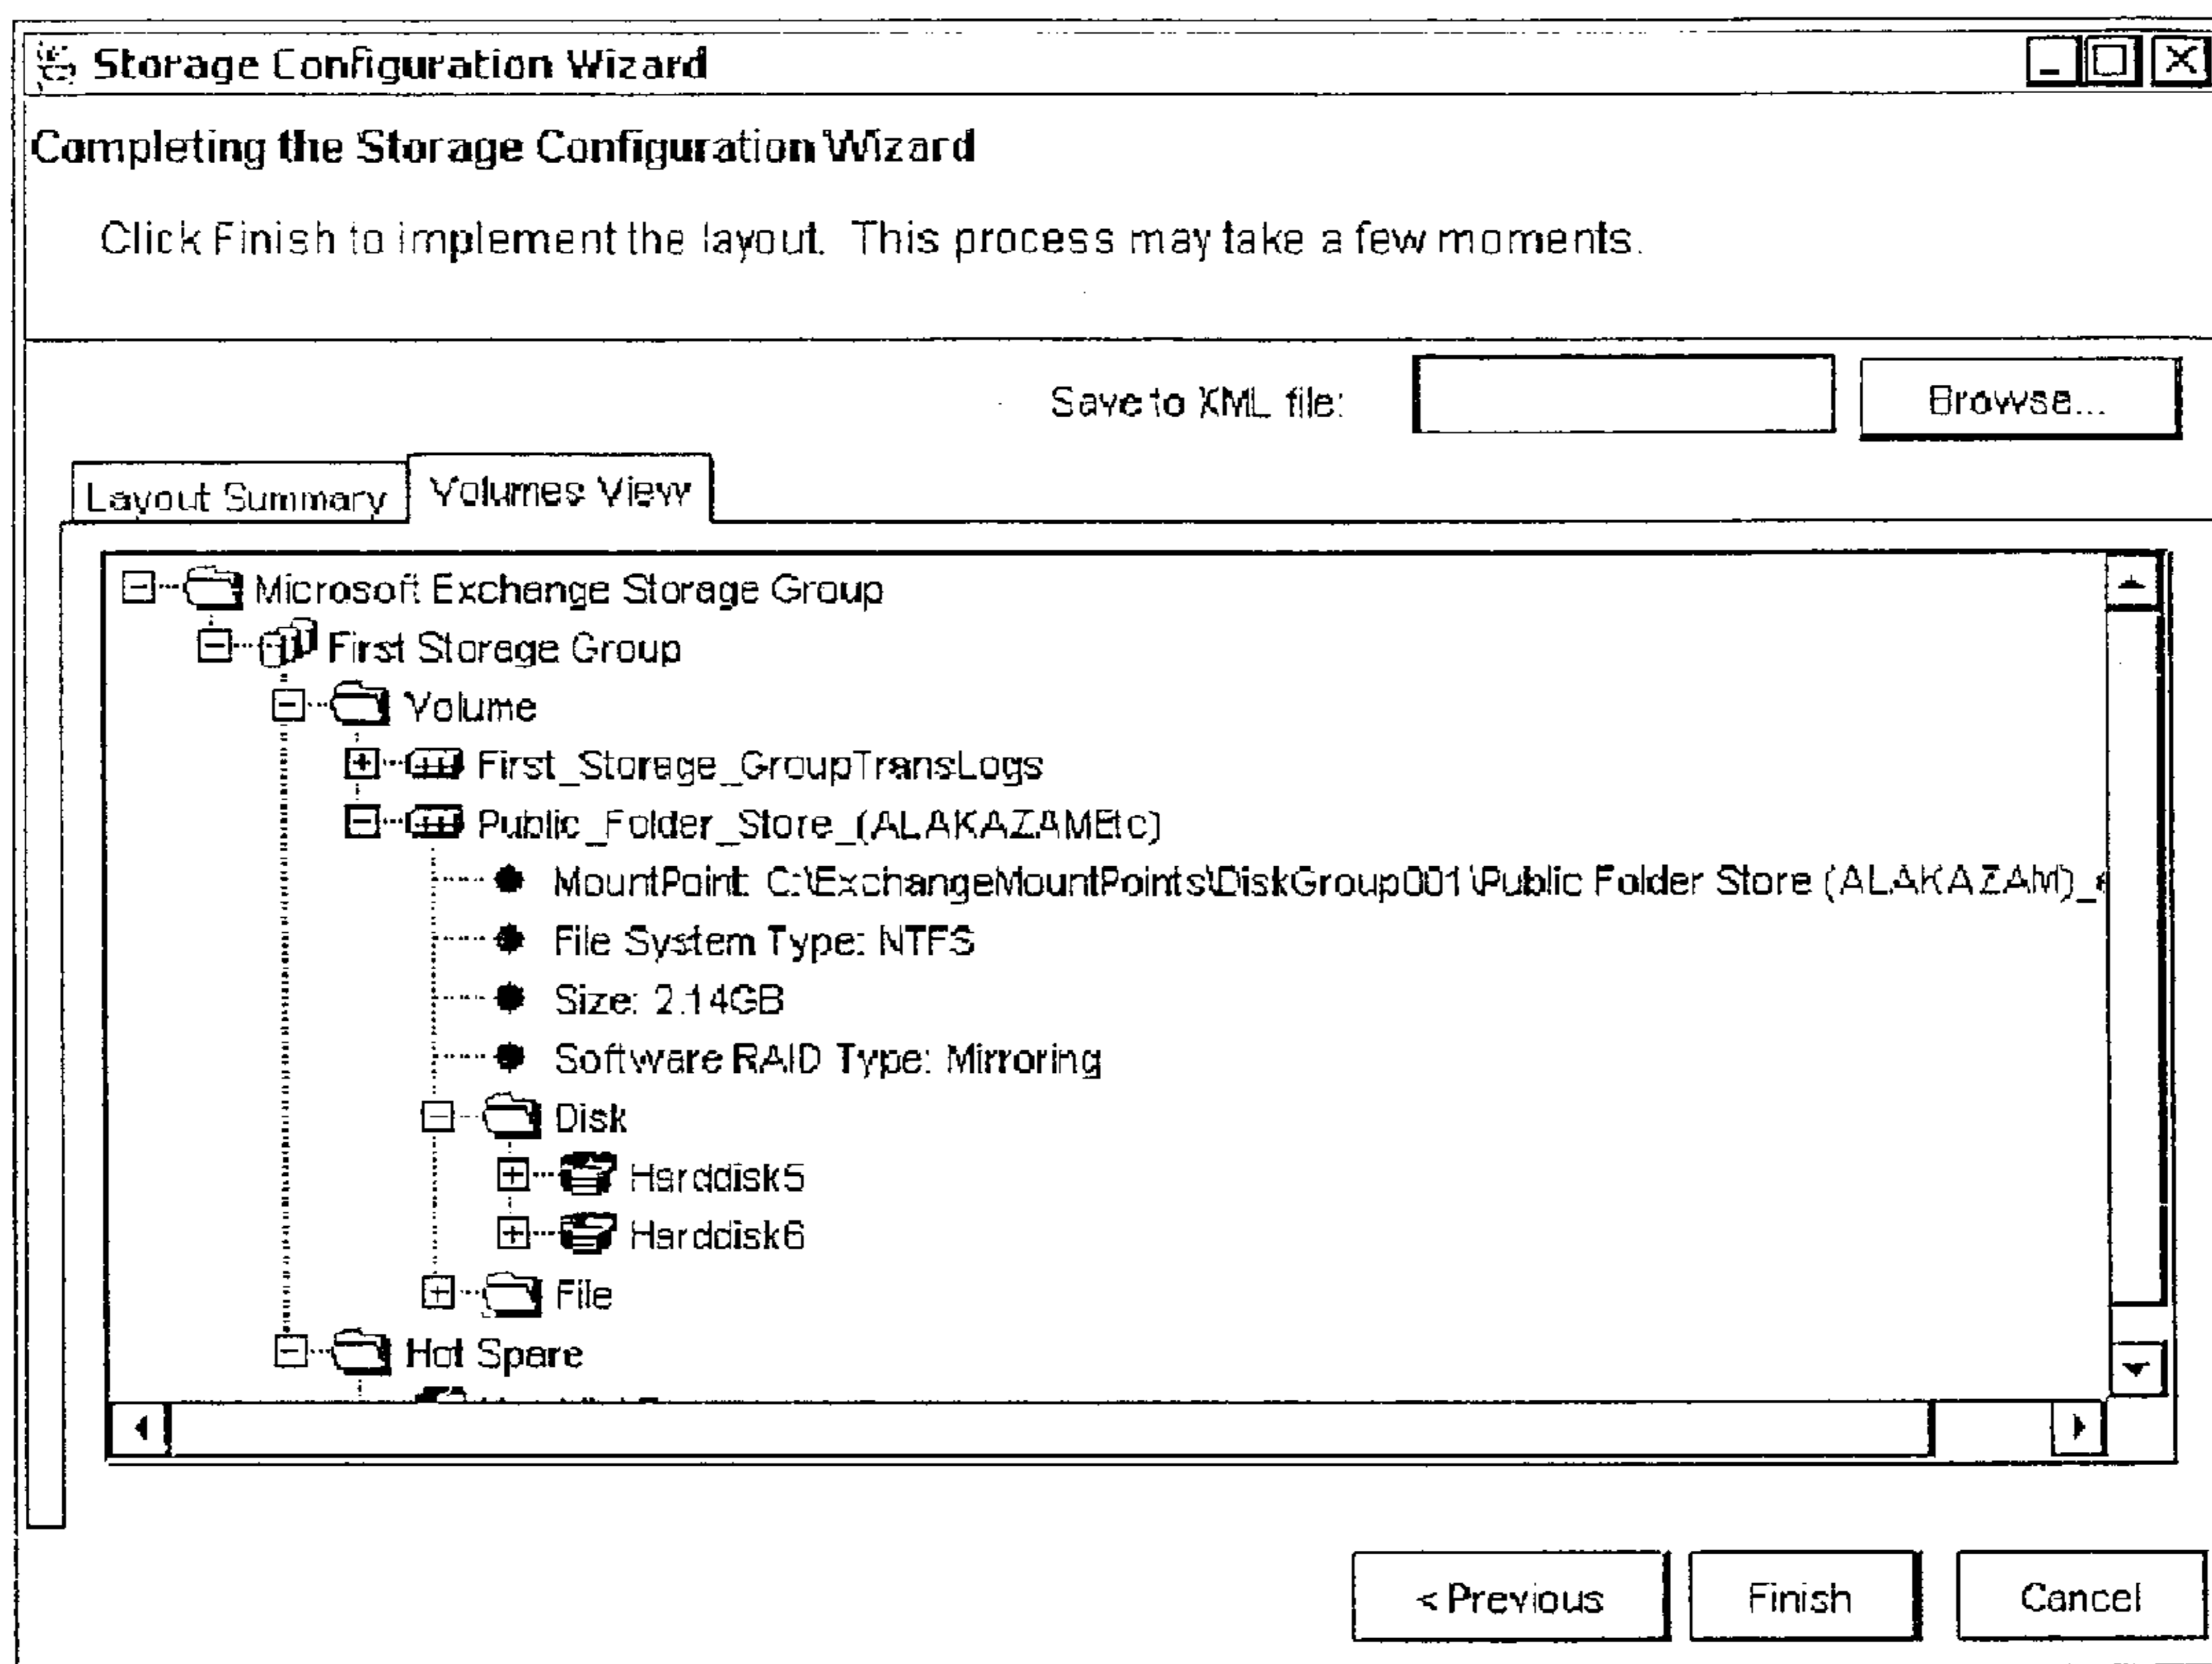 Storage Configuration Wizard
Completing the Storage Configuration Wizard
Click Finish to implement the layout. This process may take a few moments.
Save to XML file:
Browse...
Layout Summary
Volumes View
Microsoft Exchange Storage Group
First Storage Group
Volume
First_Storage_GroupTransLogs
Public_Folder_Store_(ALAKAZAMEtc)
MountPoint: C:\ExchangeMountPoints\DiskGroup001\Public Folder Store (ALAKAZAM)_
File System Type: NTFS
Size: 2.14GB
Software RAID Type: Mirroring
Disk
Harddisk5
Harddisk6
File
Hot Spare
< Previous
Finish
Cancel